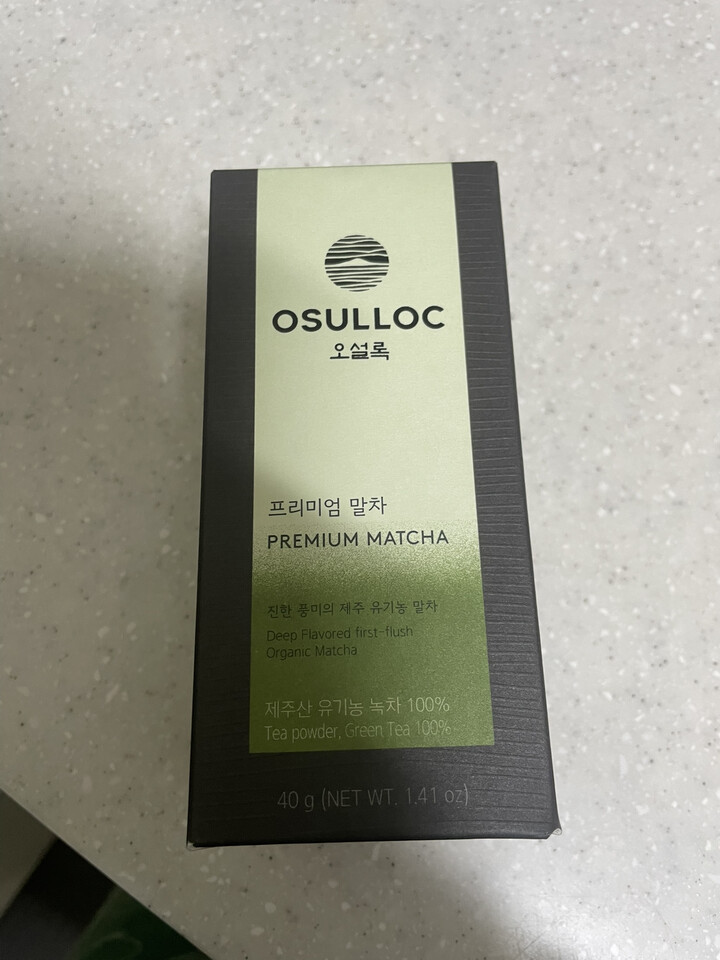 OSULLOC
오설록
프리미엄 말차
PREMIUM MATCHA
진한 풍미의 제주 유기농 말차
Deep Flavored first-flush
Organic Matcha
제주산 유기농 녹차 100%
Tea powder, Green Tea 100%
40 g (NET WT. 1.41 oz)